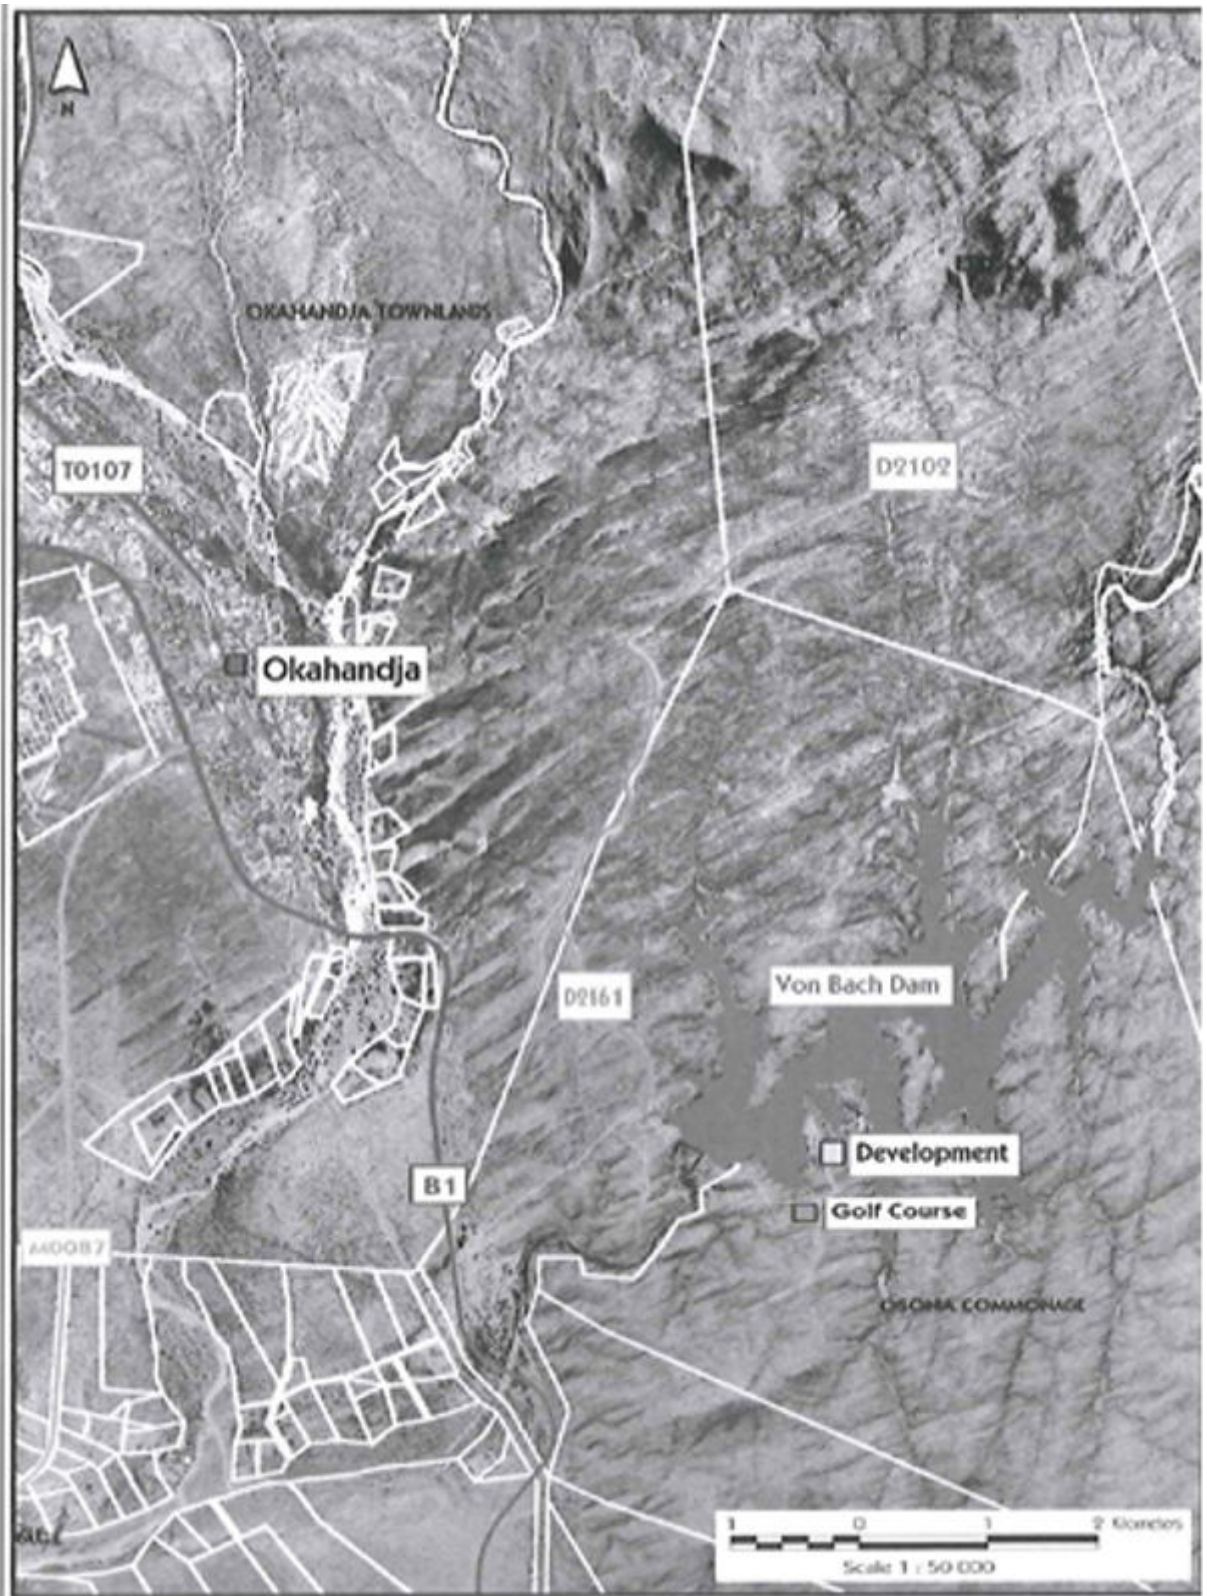 N
OKAHANDJA TOWNLANDS
T0107
D2102
Okahandja
D2161
Von Bach Dam
Development
B1
Golf Course
M0087
OSONA COMMONAGE
1 0 1 2 Kilometers
Scale 1 : 50 000